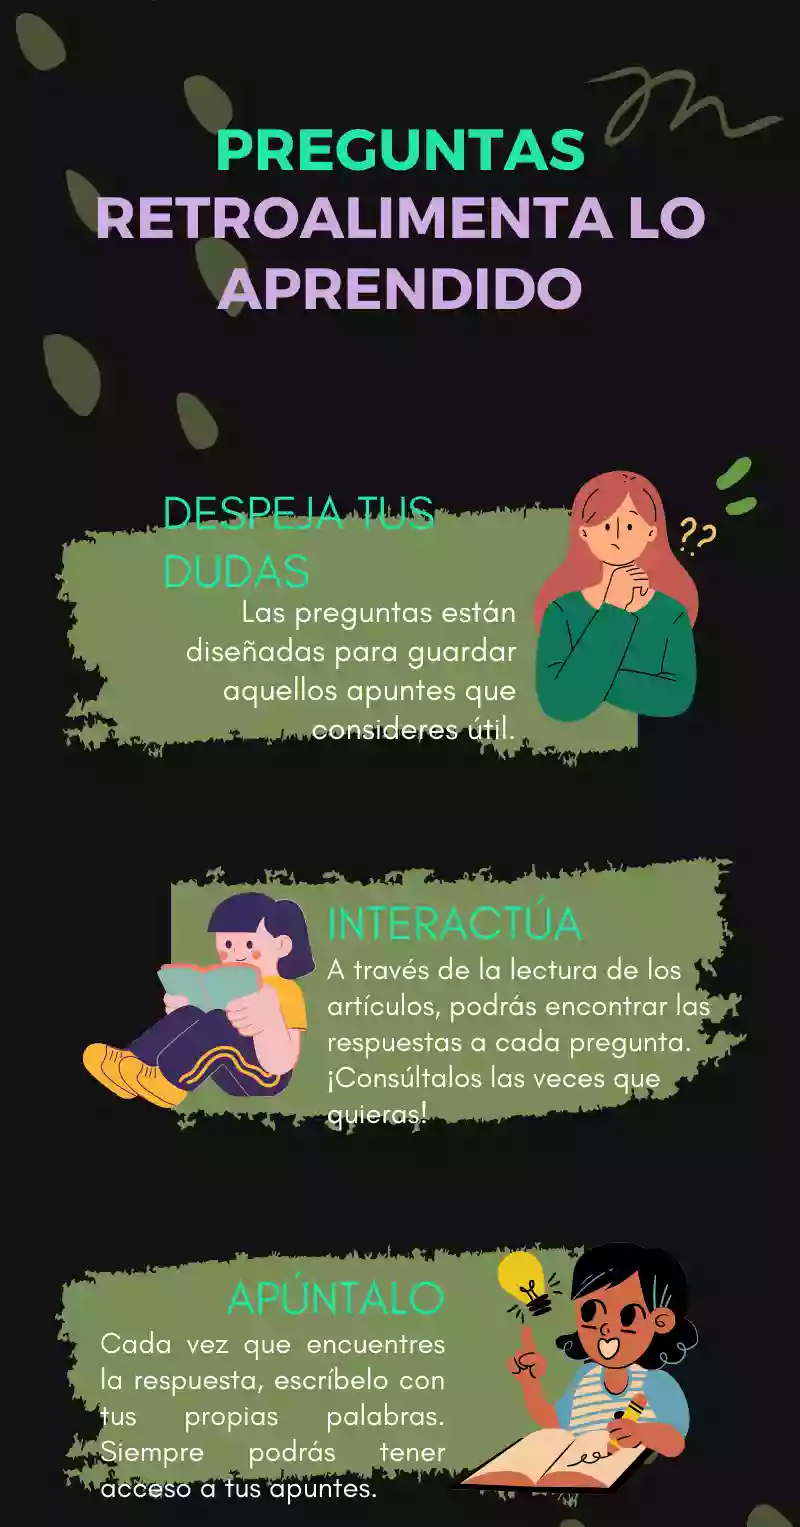 PREGUNTAS
RETROALIMENTA LO
APRENDIDO
DESPEJA TUS
DUDAS
Las preguntas están
diseñadas para guardar
aquellos apuntes que
consideres útil.
??
INTERACTÚA
A través de la lectura de los
artículos, podrás encontrar las
respuestas a cada pregunta.
¡Consúltalos las veces que
quieras!
APÚNTALO
Cada vez que encuentres
la respuesta, escríbelo con
tus propias palabras.
Siempre podrás tener
acceso a tus apuntes.